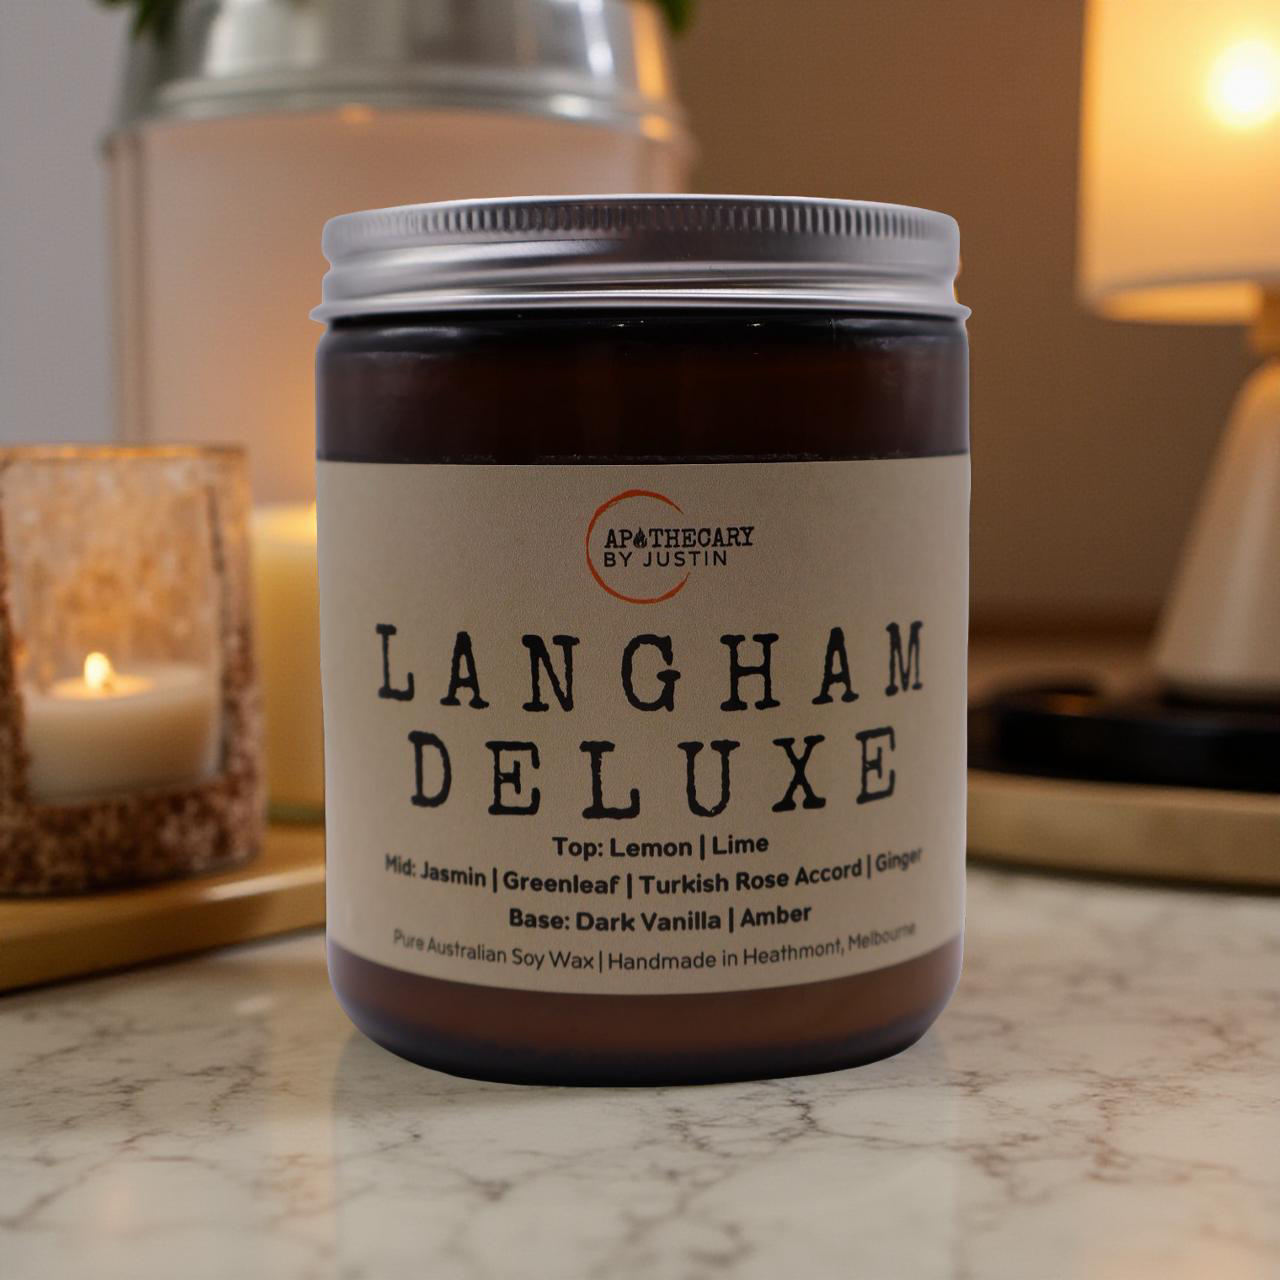 APOTHECARY
BY JUSTIN
LANGHAM
DELUXE
Top: Lemon | Lime
Mid: Jasmin | Greenleaf | Turkish Rose Accord | Ginger
Base: Dark Vanilla | Amber
Pure Australian Soy Wax | Handmade in Heathmont, Melbourne